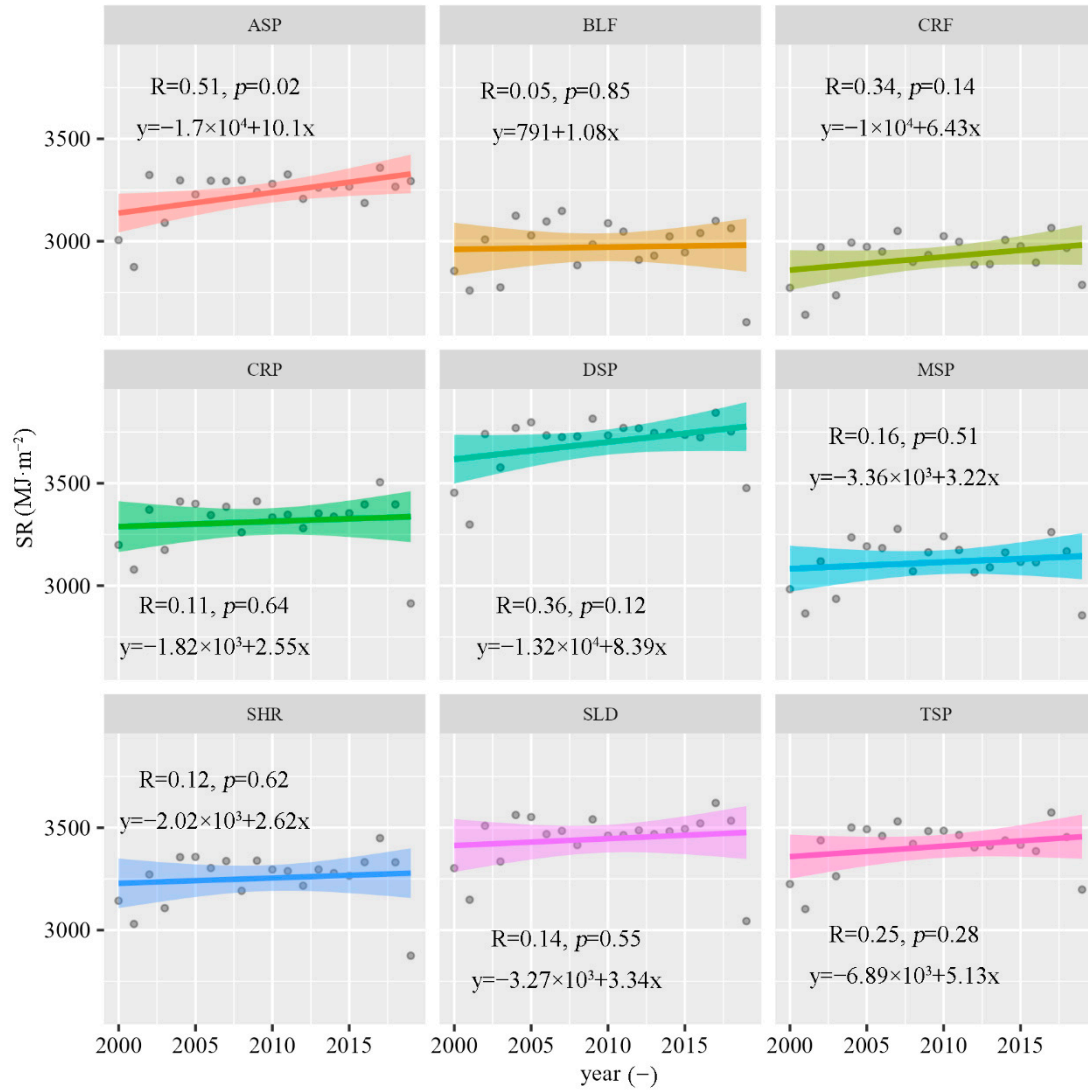 ASP
BLF
CRF
R=0.51, p=0.02
y=−1.7×10⁴+10.1x
R=0.05, p=0.85
y=791+1.08x
R=0.34, p=0.14
y=−1×10⁴+6.43x
3500
3000
CRP
DSP
MSP
R=0.11, p=0.64
y=−1.82×10³+2.55x
R=0.36, p=0.12
y=−1.32×10⁴+8.39x
R=0.16, p=0.51
y=−3.36×10³+3.22x
3500
3000
SR (MJ·m⁻²)
SHR
SLD
TSP
R=0.12, p=0.62
y=−2.02×10³+2.62x
R=0.14, p=0.55
y=−3.27×10³+3.34x
R=0.25, p=0.28
y=−6.89×10³+5.13x
3500
3000
2000 2005 2010 2015
2000 2005 2010 2015
2000 2005 2010 2015
year (−)